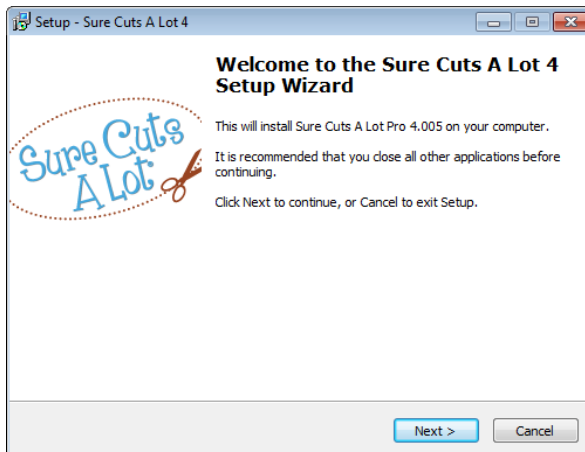 Setup - Sure Cuts A Lot 4
Welcome to the Sure Cuts A Lot 4
Setup Wizard
This will install Sure Cuts A Lot Pro 4.005 on your computer.
It is recommended that you close all other applications before
continuing.
Click Next to continue, or Cancel to exit Setup.
Sure Cuts
A Lot
Next >
Cancel